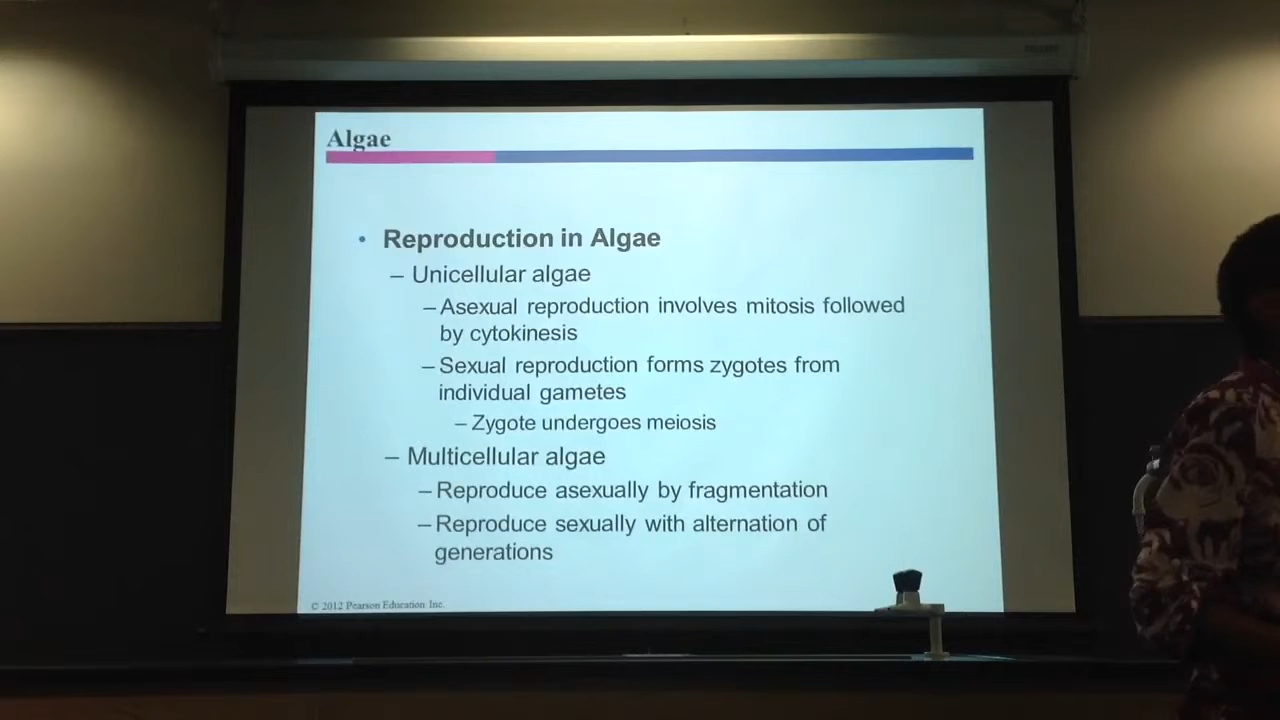 Algae
• Reproduction in Algae
– Unicellular algae
– Asexual reproduction involves mitosis followed
by cytokinesis
– Sexual reproduction forms zygotes from
individual gametes
– Zygote undergoes meiosis
– Multicellular algae
– Reproduce asexually by fragmentation
– Reproduce sexually with alternation of
generations
© 2012 Pearson Education Inc.